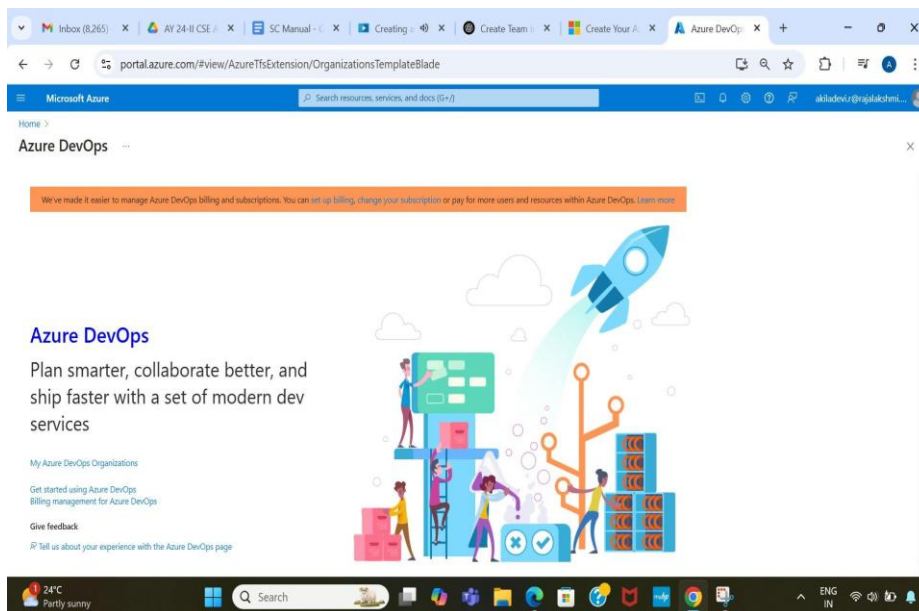 Inbox (8,265)
AY 24-II CSE
SC Manual -
Creating
Create Team
Create Your A
Azure DevOp
portal.azure.com/#view/AzureTfsExtension/OrganizationsTemplateBlade
A
Microsoft Azure
Search resources, services, and docs (G+/)
akiladevi.r@rajalakshmi...
Home >
Azure DevOps ...
We've made it easier to manage Azure DevOps billing and subscriptions. You can set up billing, change your subscription or pay for more users and resources within Azure DevOps. Learn more
Azure DevOps
Plan smarter, collaborate better, and
ship faster with a set of modern dev
services
My Azure DevOps Organizations
Get started using Azure DevOps
Billing management for Azure DevOps
Give feedback
Tell us about your experience with the Azure DevOps page
24°C
Partly sunny
Search
ENG
IN